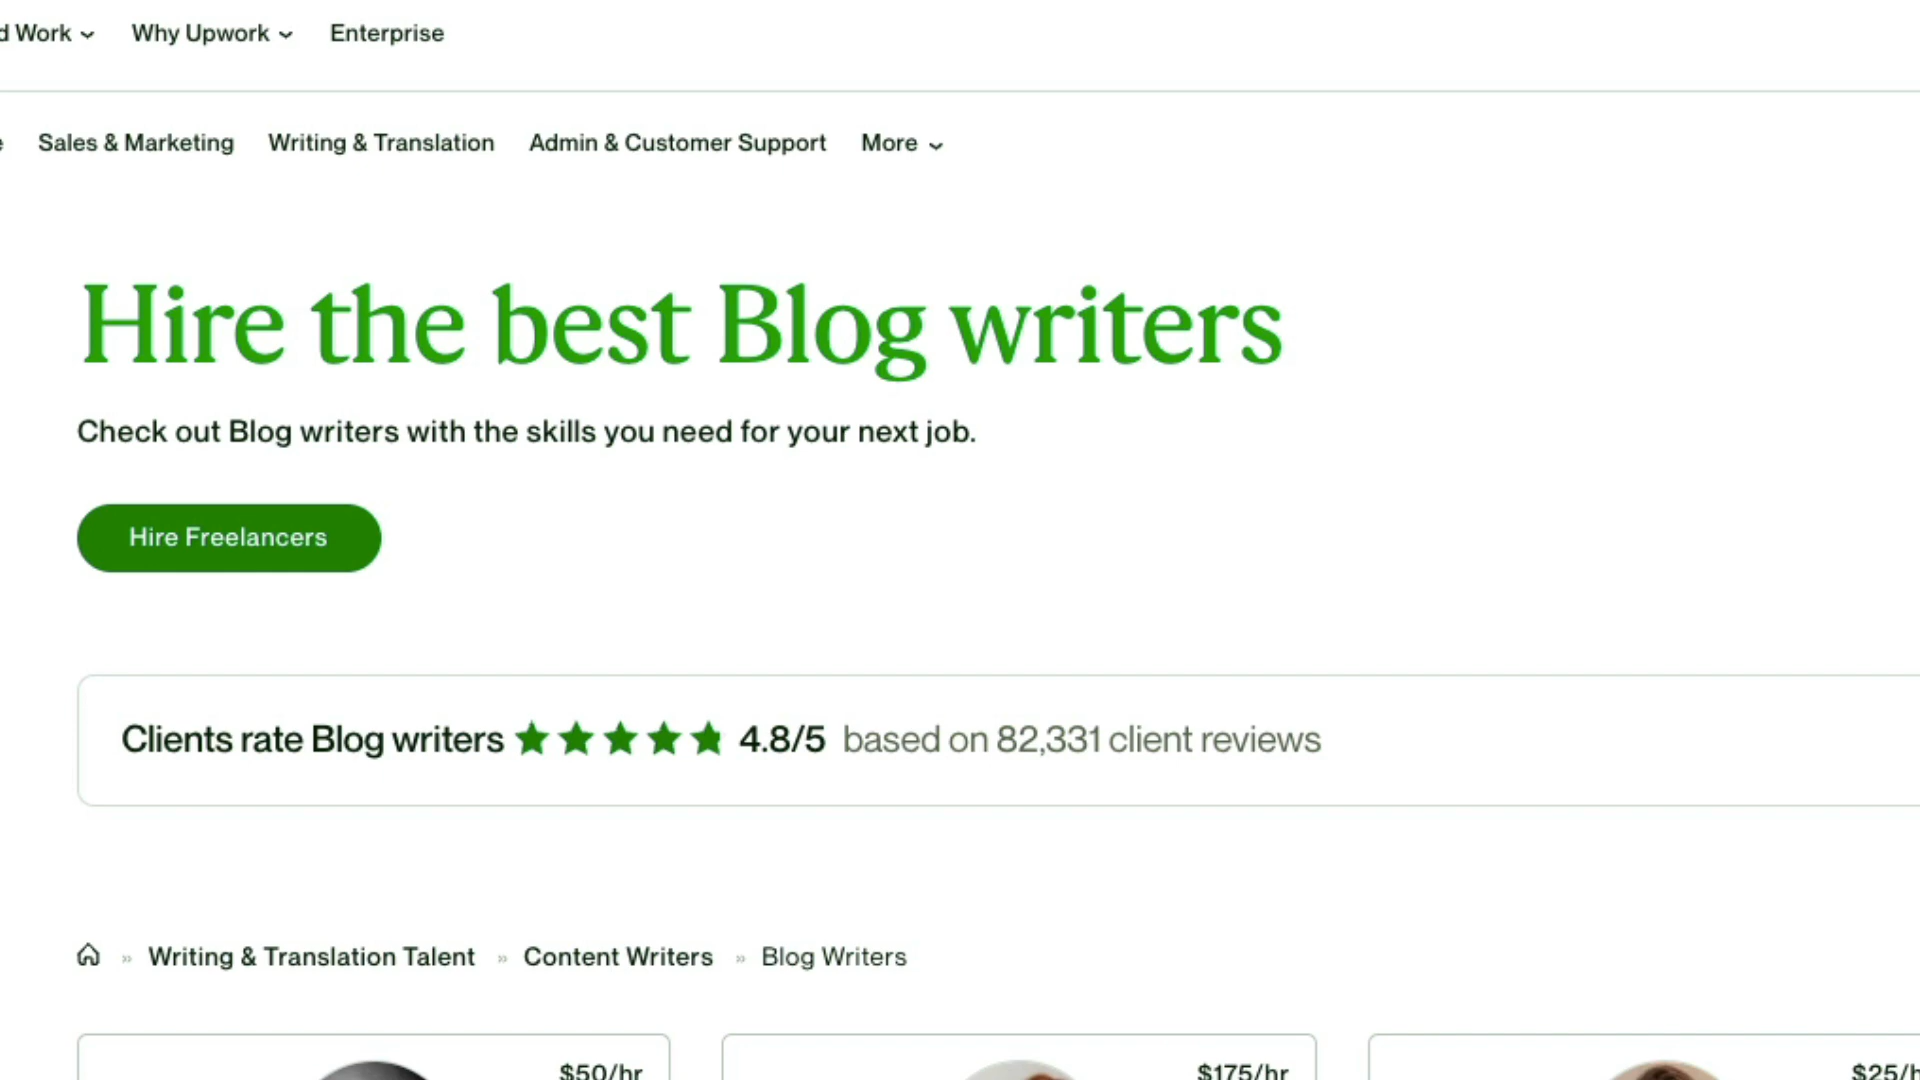 d Work Why Upwork Enterprise
e Sales & Marketing Writing & Translation Admin & Customer Support More
Hire the best Blog writers
Check out Blog writers with the skills you need for your next job.
Hire Freelancers
Clients rate Blog writers 4.8/5 based on 82,331 client reviews
» Writing & Translation Talent » Content Writers » Blog Writers
$50/hr $175/hr $25/h